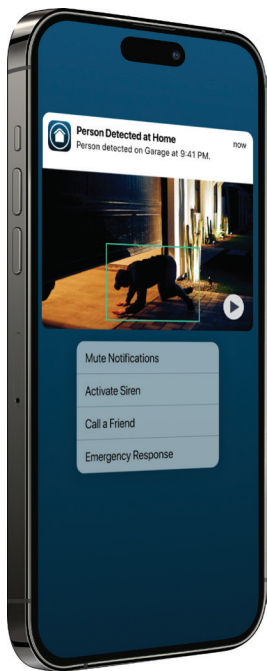 Person Detected at Home
now
Person detected on Garage at 9:41 PM.
Mute Notifications
Activate Siren
Call a Friend
Emergency Response